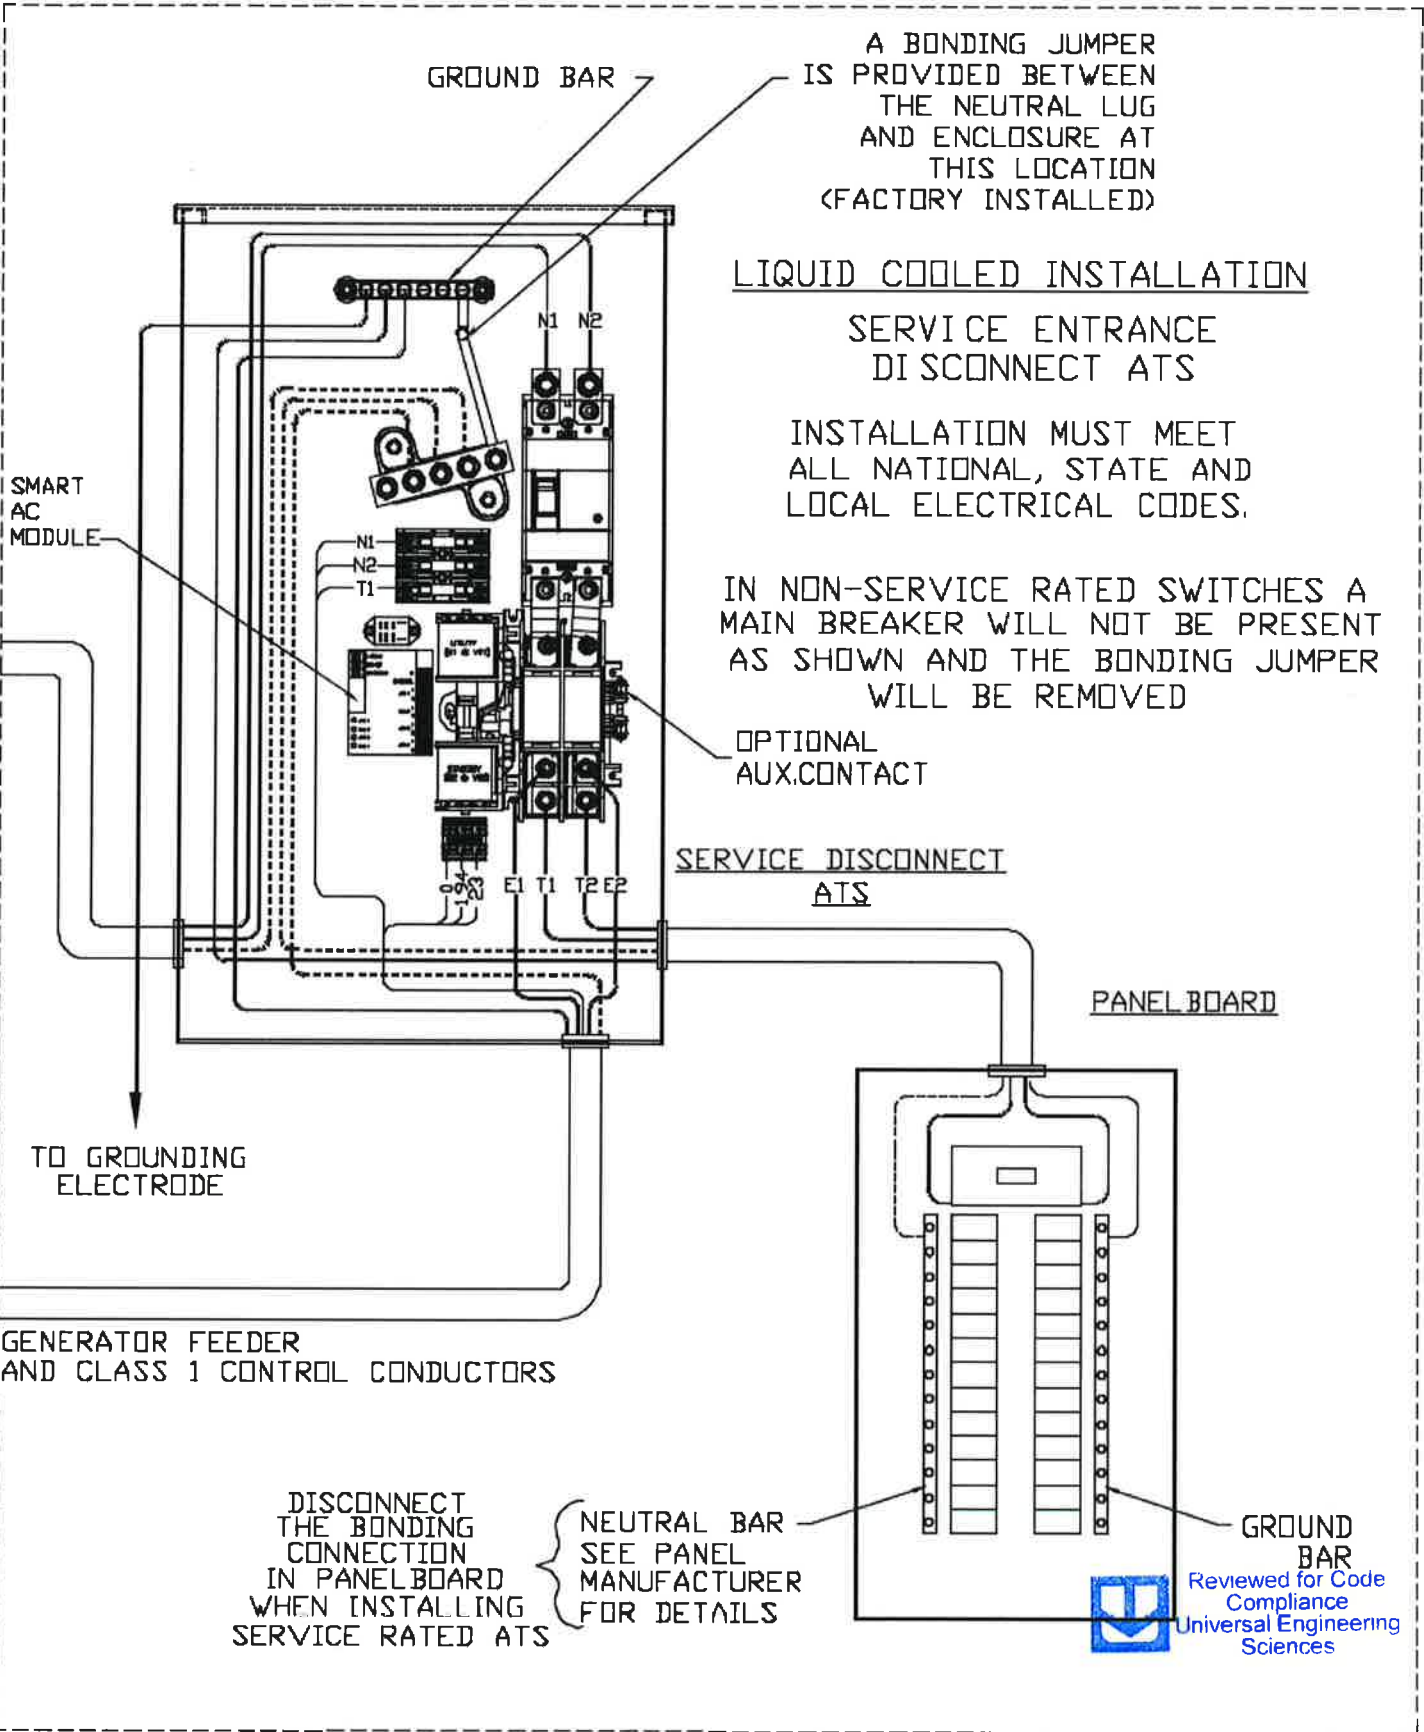 GROUND BAR
A BONDING JUMPER
IS PROVIDED BETWEEN
THE NEUTRAL LUG
AND ENCLOSURE AT
THIS LOCATION
(FACTORY INSTALLED)
LIQUID COOLED INSTALLATION
SERVICE ENTRANCE
DISCONNECT ATS
INSTALLATION MUST MEET
ALL NATIONAL, STATE AND
LOCAL ELECTRICAL CODES.
IN NON-SERVICE RATED SWITCHES A
MAIN BREAKER WILL NOT BE PRESENT
AS SHOWN AND THE BONDING JUMPER
WILL BE REMOVED
N1 N2
SMART
AC
MODULE
N1
N2
T1
OPTIONAL
AUX.CONTACT
SERVICE DISCONNECT
ATS
0
194
23
E1 T1 T2 E2
PANELBOARD
TO GROUNDING
ELECTRODE
GENERATOR FEEDER
AND CLASS 1 CONTROL CONDUCTORS
DISCONNECT
THE BONDING
CONNECTION
IN PANELBOARD
WHEN INSTALLING
SERVICE RATED ATS
NEUTRAL BAR
SEE PANEL
MANUFACTURER
FOR DETAILS
GROUND
BAR
Reviewed for Code
Compliance
Universal Engineering
Sciences